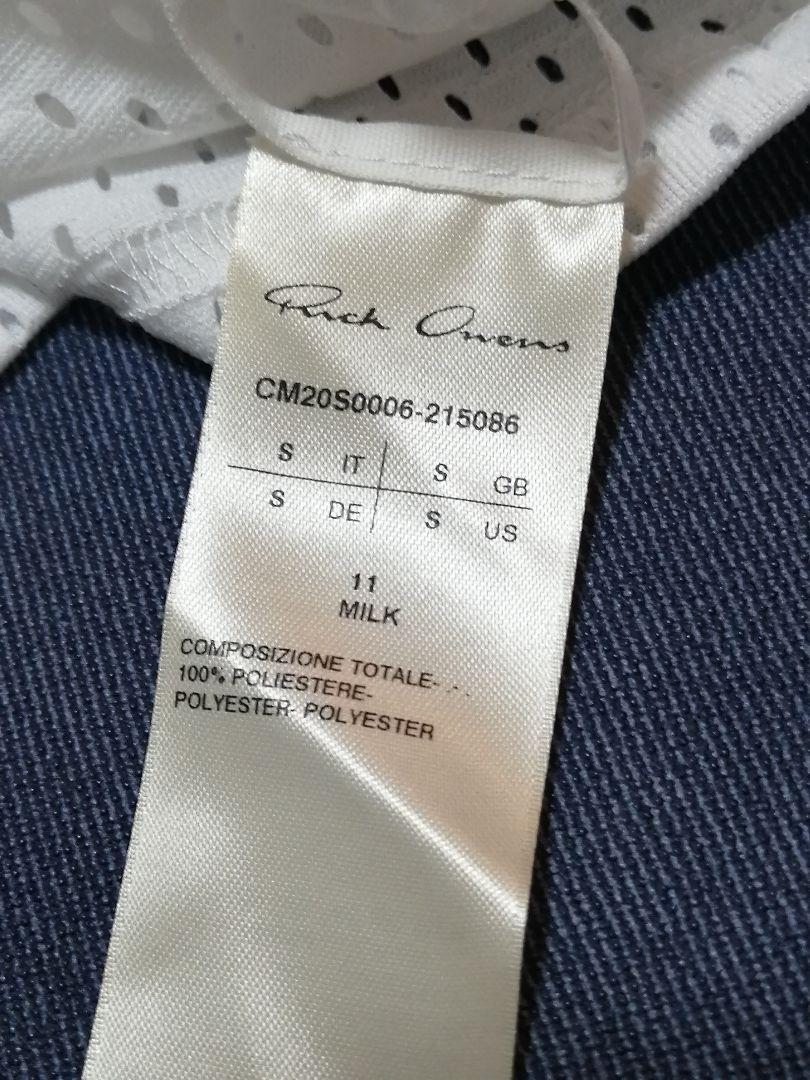 Rick Owens
CM20S0006-215086
S IT S GB
S DE S US
11
MILK
COMPOSIZIONE TOTALE-
100% POLIESTERE-
POLYESTER- POLYESTER